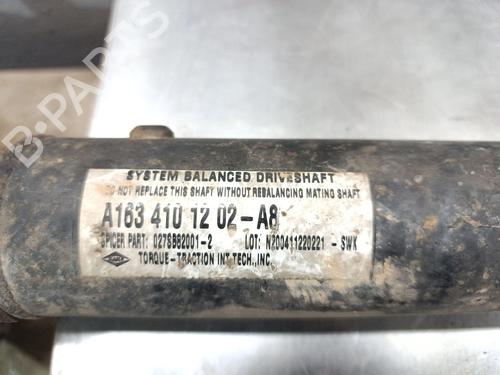 SYSTEM BALANCED DRIVESHAFT
DO NOT REPLACE THIS SHAFT WITHOUT REBALANCING MATING SHAFT
A163 410 12 02-A8
SPICER PART: 027SB62001-2 LOT: N200411220221 - SWK
TORQUE-TRACTION INT TECH., INC.
B-PARTS